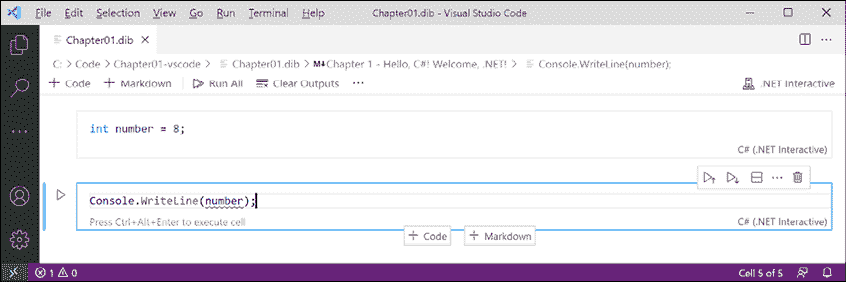 File Edit Selection View Go Run Terminal Help Chapter01.dib - Visual Studio Code
Chapter01.dib
C: > Code > Chapter01-vscode > Chapter01.dib > M↓Chapter 1 - Hello, C#! Welcome, .NET! > Console.WriteLine(number);
+ Code + Markdown Run All Clear Outputs ... .NET Interactive
int number = 8;
C# (.NET Interactive)
Console.WriteLine(number);
Press Ctrl+Alt+Enter to execute cell C# (.NET Interactive)
+ Code + Markdown
1 0 Cell 5 of 5